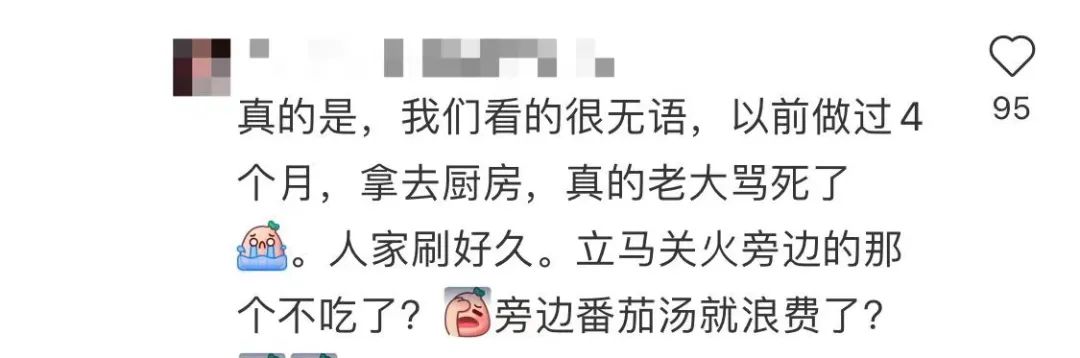 真的是，我们看的很无语，以前做过4
95
个月，拿去厨房，真的老大骂死了
。人家刷好久。立马关火旁边的那
个不吃了？旁边番茄汤就浪费了？